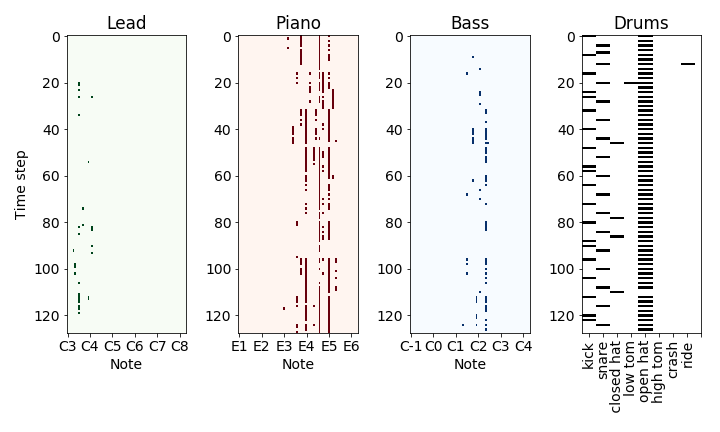 Lead Piano Bass Drums
Time step
0
20
40
60
80
100
120
C3 C4 C5 C6 C7 C8
Note
0
20
40
60
80
100
120
E1 E2 E3 E4 E5 E6
Note
0
20
40
60
80
100
120
C-1 C0 C1 C2 C3 C4
Note
0
20
40
60
80
100
120
kick
snare
closed hat
low tom
open hat
high tom
crash
ride